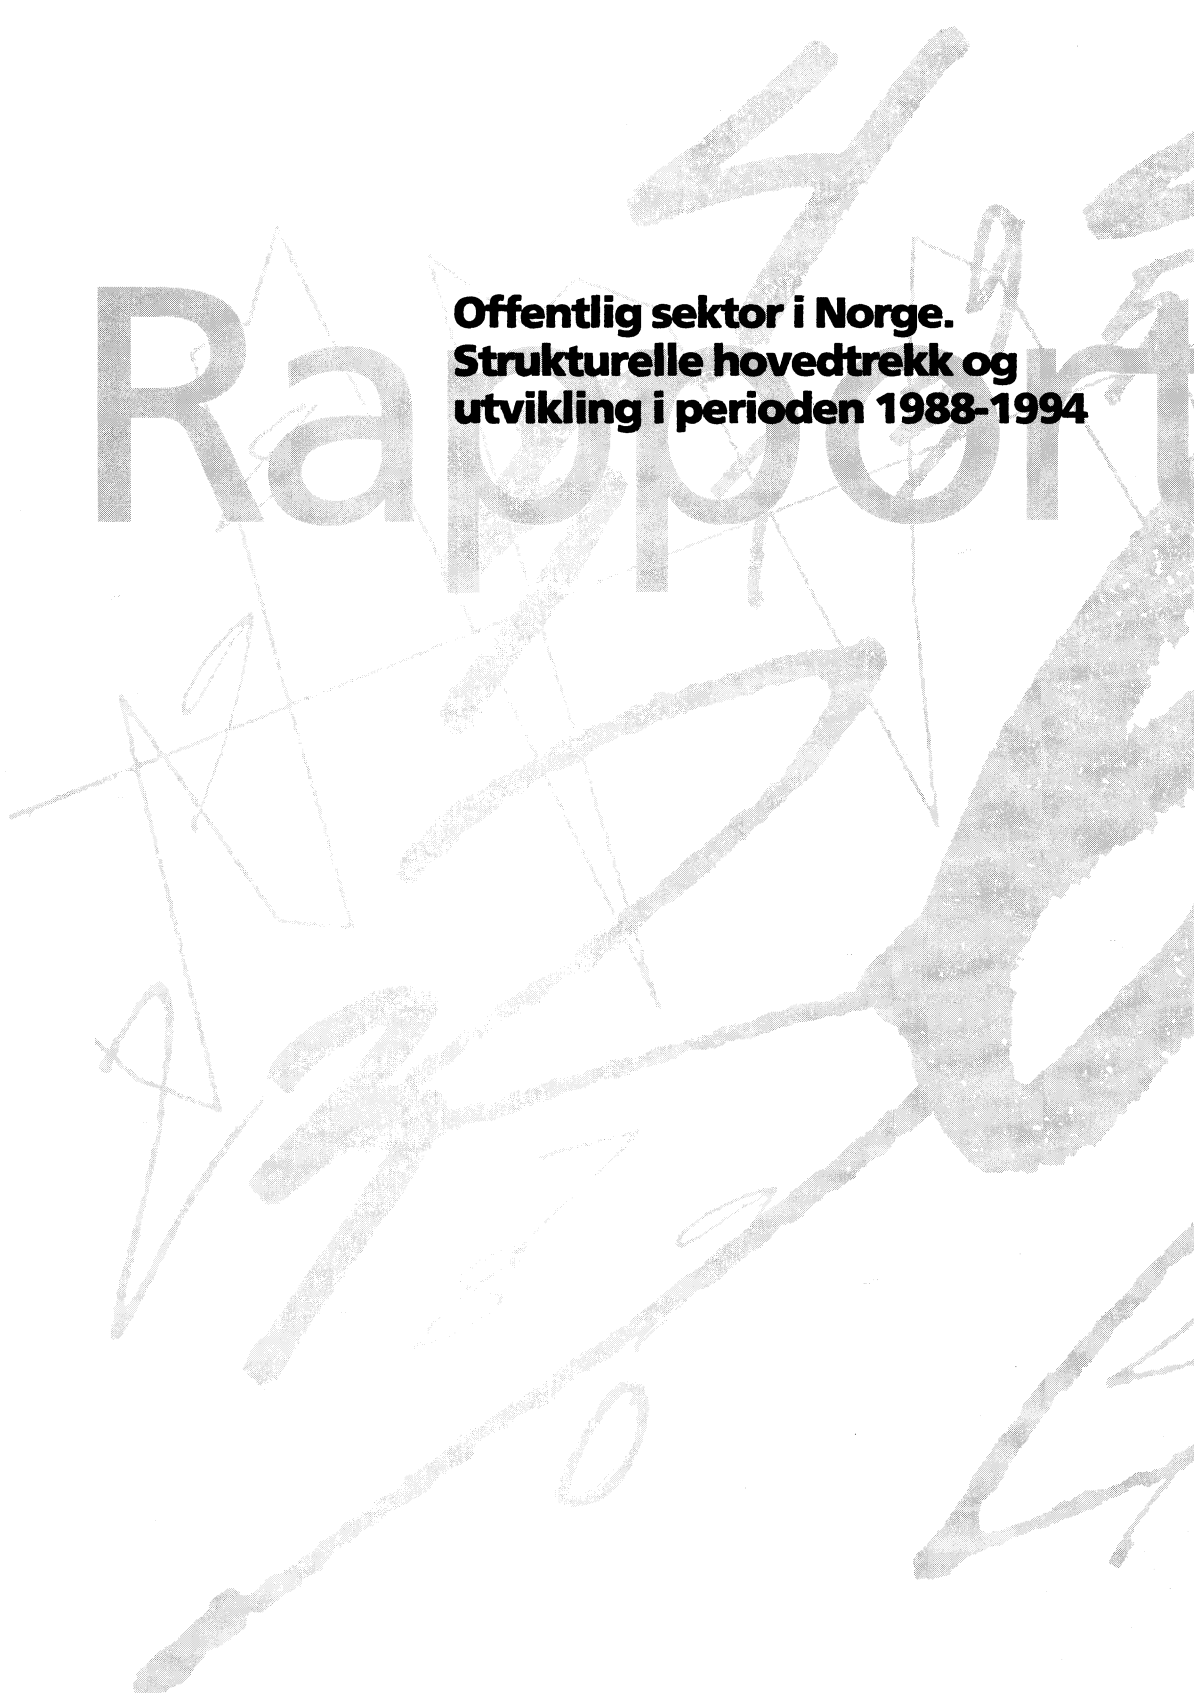 Rapport
Offentlig sektor i Norge.
Strukturelle hovedtrekk og
utvikling i perioden 1988-1994